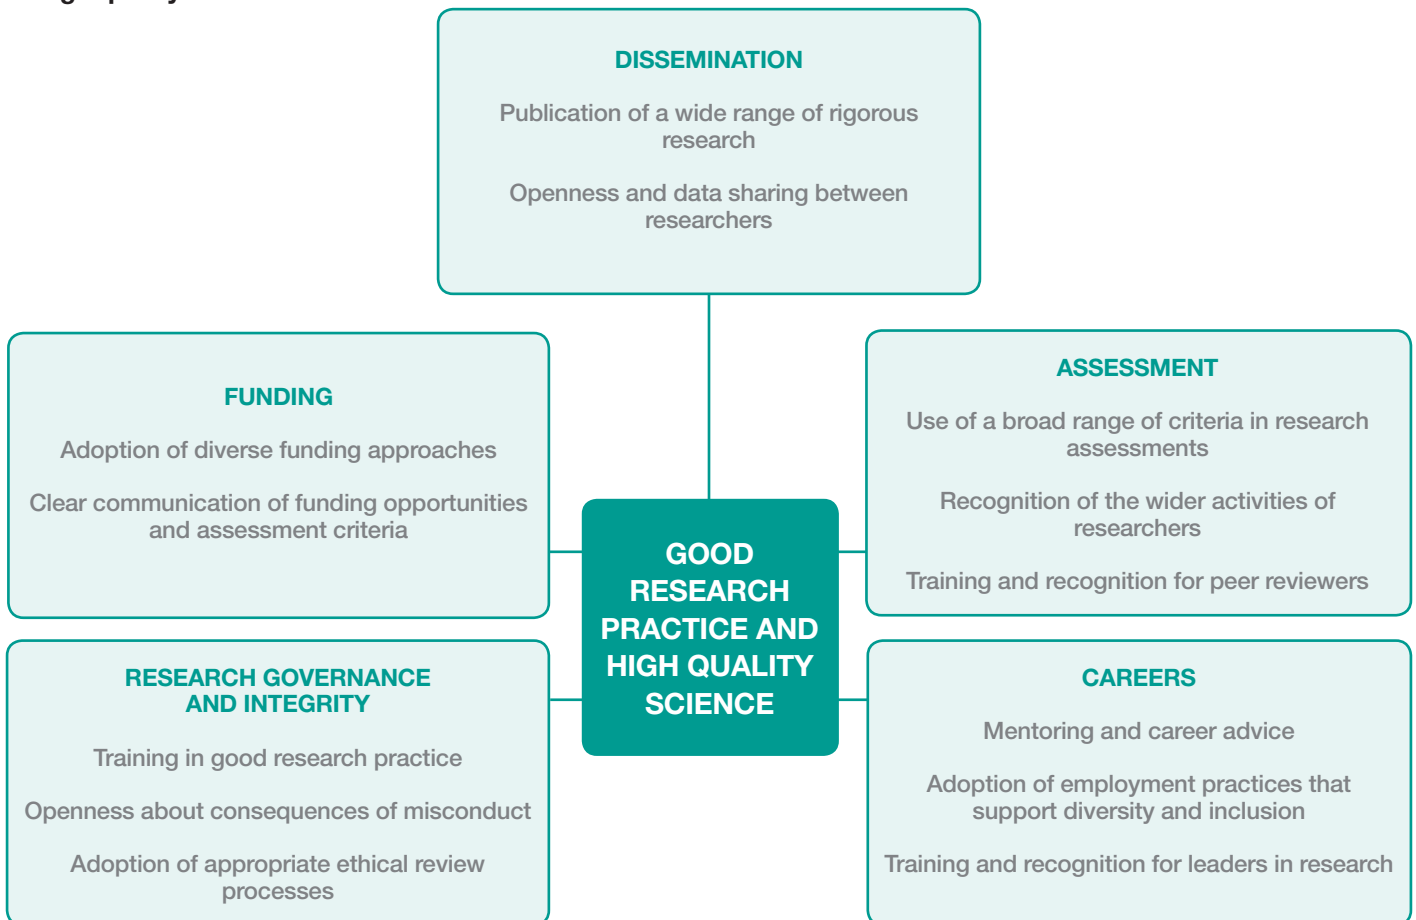 DISSEMINATION
Publication of a wide range of rigorous
research
Openness and data sharing between
researchers
FUNDING
Adoption of diverse funding approaches
Clear communication of funding opportunities
and assessment criteria
ASSESSMENT
Use of a broad range of criteria in research
assessments
Recognition of the wider activities of
researchers
Training and recognition for peer reviewers
GOOD
RESEARCH
PRACTICE AND
HIGH QUALITY
SCIENCE
RESEARCH GOVERNANCE
AND INTEGRITY
Training in good research practice
Openness about consequences of misconduct
Adoption of appropriate ethical review
processes
CAREERS
Mentoring and career advice
Adoption of employment practices that
support diversity and inclusion
Training and recognition for leaders in research